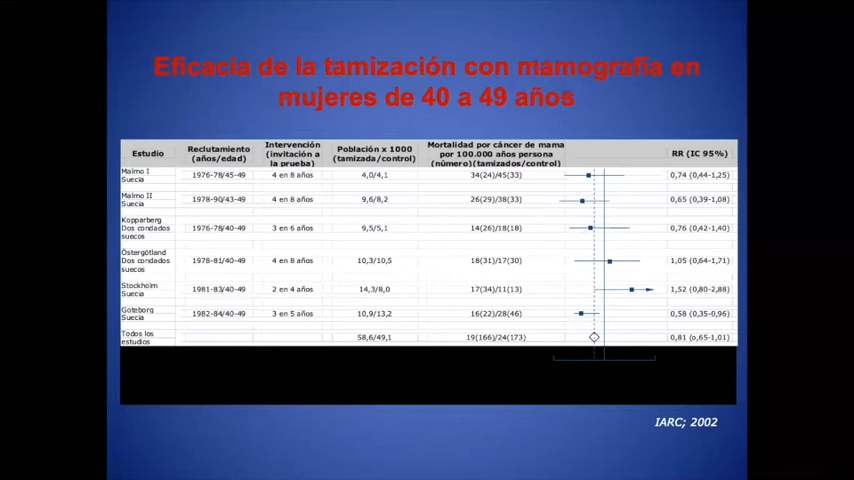 Eficacia de la tamización con mamografía en
mujeres de 40 a 49 años
Estudio | Reclutamiento (años/edad) | Intervención (invitación a la prueba) | Población x 1000 (tamizada/control) | Mortalidad por cáncer de mama por 100.000 años persona (número)(tamizados/control) | RR (IC 95%)
Malmo I Suecia | 1976-78/45-49 | 4 en 8 años | 4,0/4,1 | 34(24)/45(33) | 0,74 (0,44-1,25)
Malmo II Suecia | 1978-90/43-49 | 4 en 8 años | 9,6/8,2 | 26(29)/38(33) | 0,65 (0,39-1,08)
Kopparberg Dos condados suecos | 1976-78/40-49 | 3 en 6 años | 9,5/5,1 | 14(26)/18(18) | 0,76 (0,42-1,40)
Östergötland Dos condados suecos | 1978-81/40-49 | 4 en 8 años | 10,3/10,5 | 18(31)/17(30) | 1,05 (0,64-1,71)
Stockholm Suecia | 1981-83/40-49 | 2 en 4 años | 14,3/8,0 | 17(34)/11(13) | 1,52 (0,80-2,88)
Goteborg Suecia | 1982-84/40-49 | 3 en 5 años | 10,9/13,2 | 16(22)/28(46) | 0,58 (0,35-0,96)
Todos los estudios | 58,6/49,1 | 19(166)/24(173) | 0,81 (o,65-1,01)
IARC; 2002